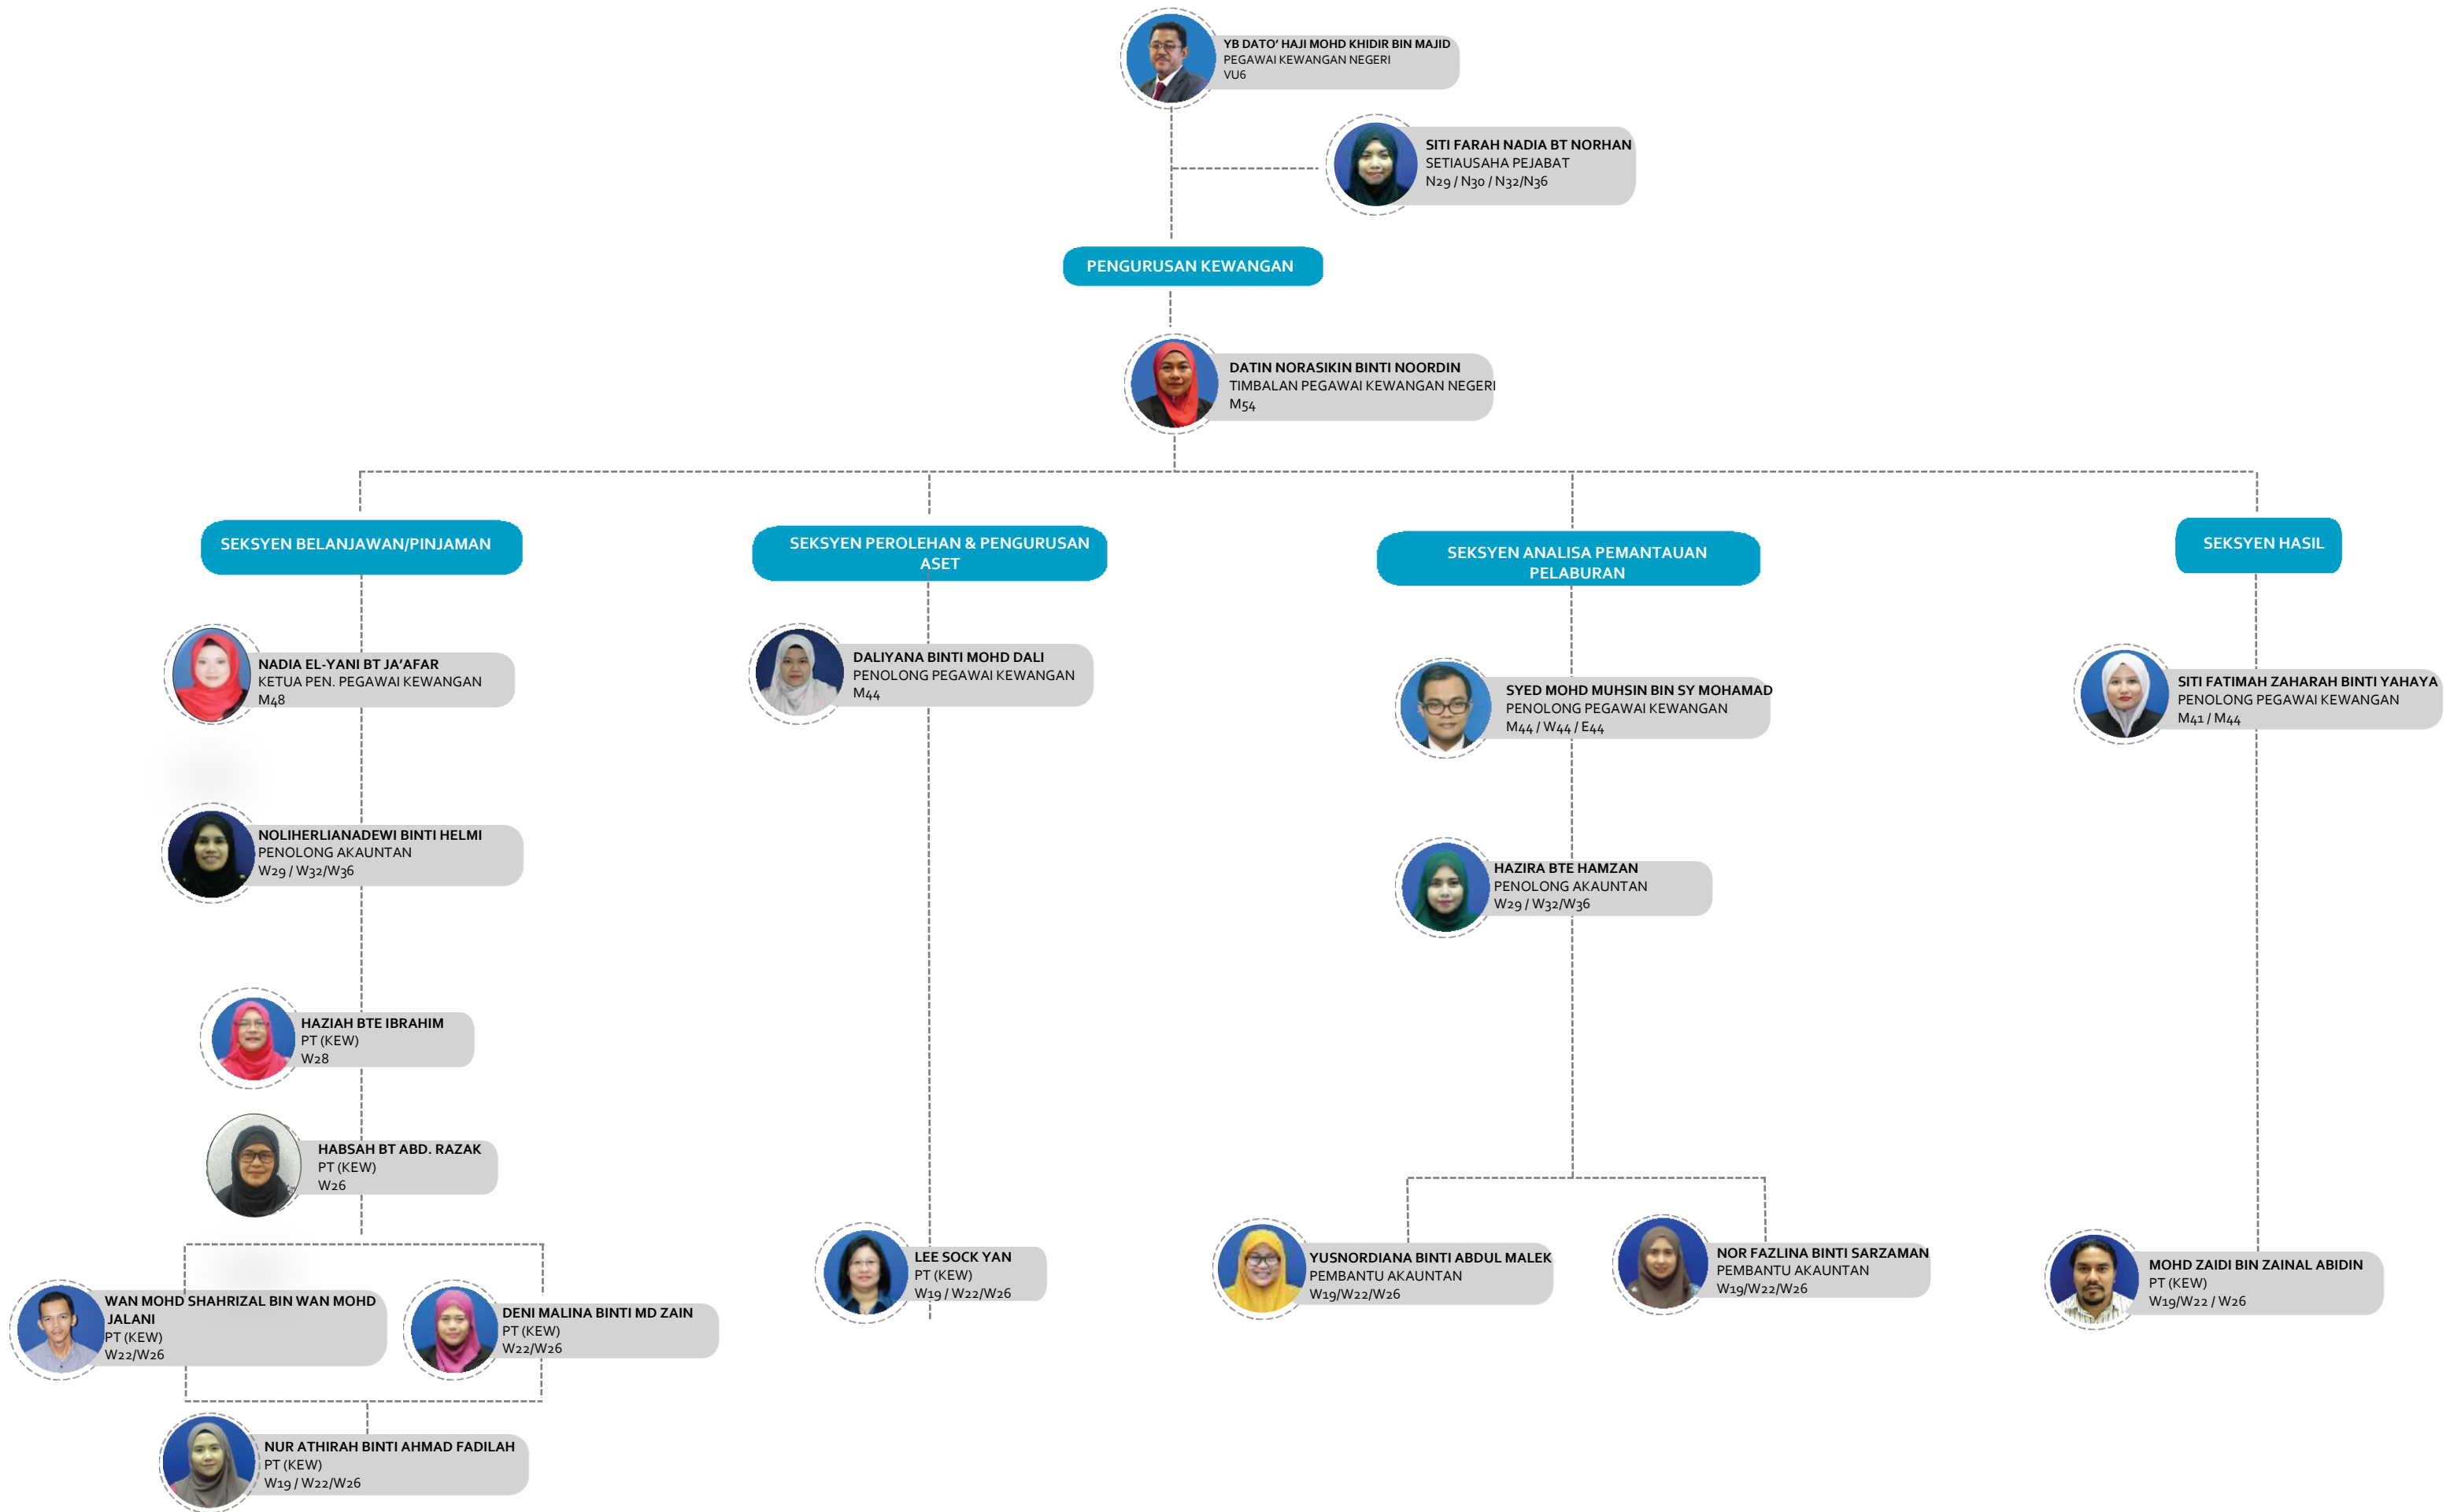 YB DATO’ HAJI MOHD KHIDIR BIN MAJID
PEGAWAI KEWANGAN NEGERI
VU6
SITI FARAH NADIA BT NORHAN
SETIAUSAHA PEJABAT
N29 / N30 / N32/N36
PENGURUSAN KEWANGAN
DATIN NORASIKIN BINTI NOORDIN
TIMBALAN PEGAWAI KEWANGAN NEGERI
M54
SEKSYEN BELANJAWAN/PINJAMAN
NADIA EL-YANI BT JA’AFAR
KETUA PEN. PEGAWAI KEWANGAN
M48
NOLIHERLIANADEWI BINTI HELMI
PENOLONG AKAUNTAN
W29 / W32/W36
HAZIAH BTE IBRAHIM
PT (KEW)
W28
HABSAH BT ABD. RAZAK
PT (KEW)
W26
WAN MOHD SHAHRIZAL BIN WAN MOHD
JALANI
PT (KEW)
W22/W26
DENI MALINA BINTI MD ZAIN
PT (KEW)
W22/W26
NUR ATHIRAH BINTI AHMAD FADILAH
PT (KEW)
W19 / W22/W26
SEKSYEN PEROLEHAN & PENGURUSAN
ASET
DALIYANA BINTI MOHD DALI
PENOLONG PEGAWAI KEWANGAN
M44
LEE SOCK YAN
PT (KEW)
W19 / W22/W26
SEKSYEN ANALISA PEMANTAUAN
PELABURAN
SYED MOHD MUHSIN BIN SY MOHAMAD
PENOLONG PEGAWAI KEWANGAN
M44 / W44 / E44
HAZIRA BTE HAMZAN
PENOLONG AKAUNTAN
W29 / W32/W36
YUSNORDIANA BINTI ABDUL MALEK
PEMBANTU AKAUNTAN
W19/W22/W26
NOR FAZLINA BINTI SARZAMAN
PEMBANTU AKAUNTAN
W19/W22/W26
SEKSYEN HASIL
SITI FATIMAH ZAHARAH BINTI YAHAYA
PENOLONG PEGAWAI KEWANGAN
M41 / M44
MOHD ZAIDI BIN ZAINAL ABIDIN
PT (KEW)
W19/W22 / W26